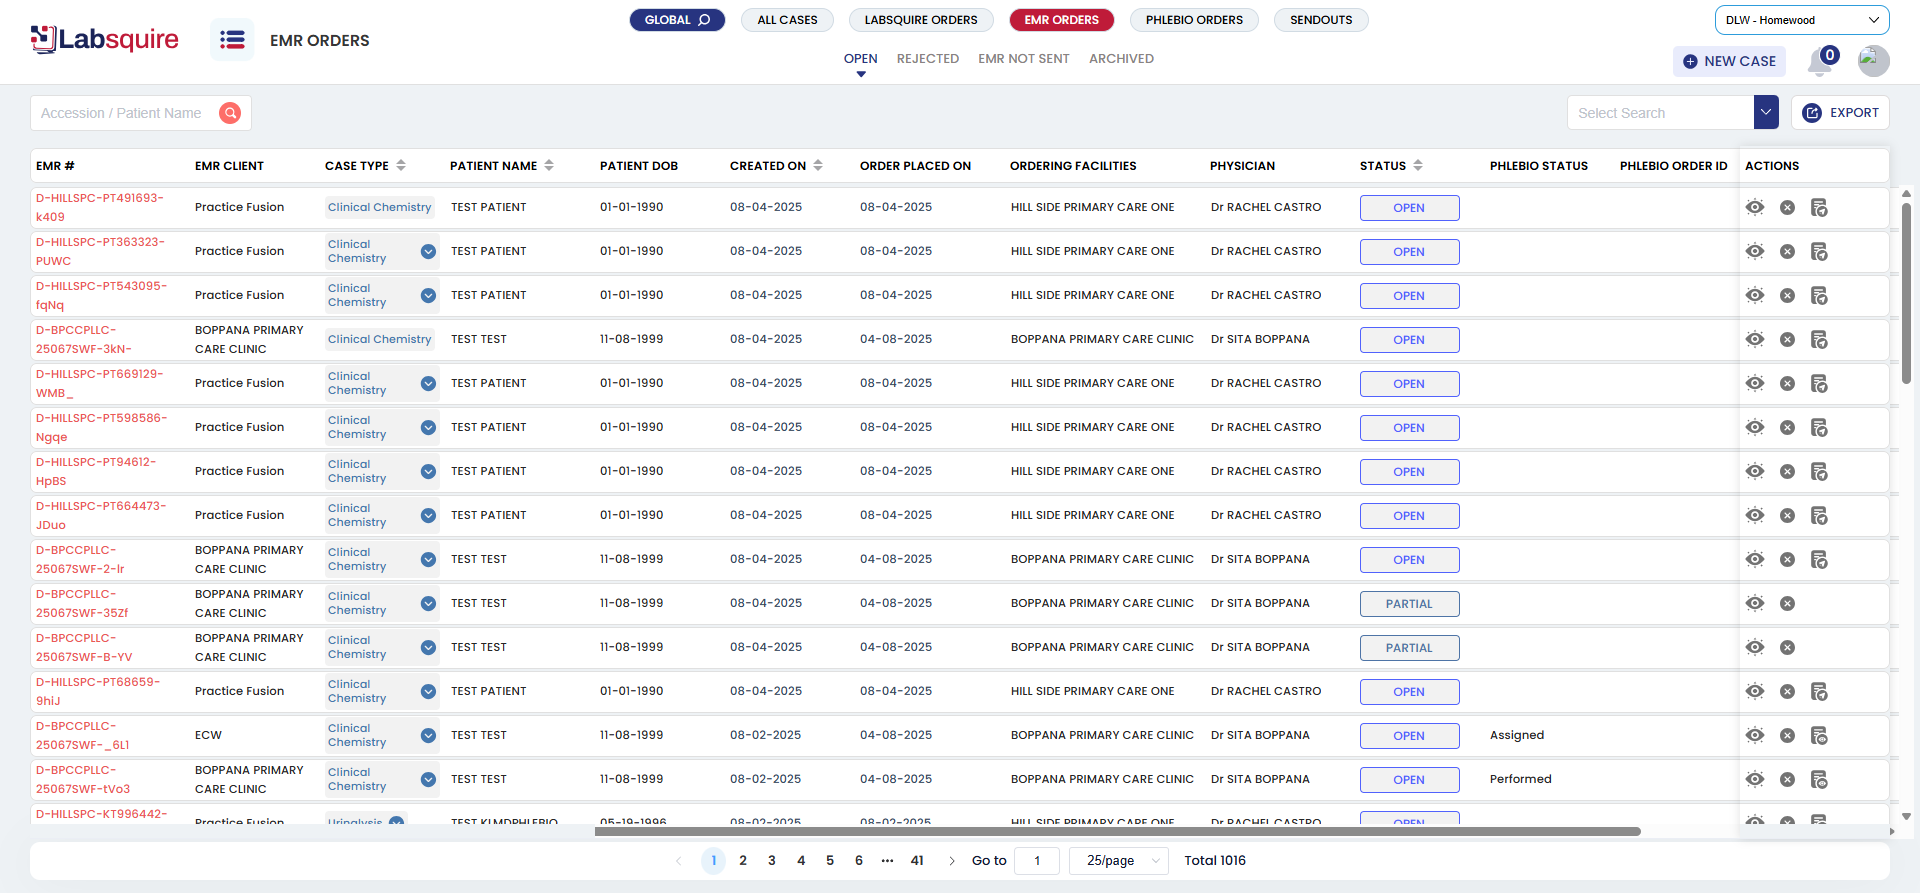 Labsquire
EMR ORDERS
GLOBAL
ALL CASES
LABSQUIRE ORDERS
EMR ORDERS
PHLEBIO ORDERS
SENDOUTS
DLW - Homewood
OPEN
REJECTED
EMR NOT SENT
ARCHIVED
NEW CASE
0
Accession / Patient Name
Select Search
EXPORT
EMR # EMR CLIENT CASE TYPE PATIENT NAME PATIENT DOB CREATED ON ORDER PLACED ON ORDERING FACILITIES PHYSICIAN STATUS PHLEBIO STATUS PHLEBIO ORDER ID ACTIONS
D-HILLSPC-PT491693-
k409
Practice Fusion Clinical Chemistry TEST PATIENT 01-01-1990 08-04-2025 08-04-2025 HILL SIDE PRIMARY CARE ONE Dr RACHEL CASTRO OPEN
D-HILLSPC-PT363323-
PUWC
Practice Fusion Clinical
Chemistry
TEST PATIENT 01-01-1990 08-04-2025 08-04-2025 HILL SIDE PRIMARY CARE ONE Dr RACHEL CASTRO OPEN
D-HILLSPC-PT543095-
fqNq
Practice Fusion Clinical
Chemistry
TEST PATIENT 01-01-1990 08-04-2025 08-04-2025 HILL SIDE PRIMARY CARE ONE Dr RACHEL CASTRO OPEN
D-BPCCPLLC-
25067SWF-3kN-
BOPPANA PRIMARY
CARE CLINIC
Clinical Chemistry TEST TEST 11-08-1999 08-04-2025 04-08-2025 BOPPANA PRIMARY CARE CLINIC Dr SITA BOPPANA OPEN
D-HILLSPC-PT669129-
WMB_
Practice Fusion Clinical
Chemistry
TEST PATIENT 01-01-1990 08-04-2025 08-04-2025 HILL SIDE PRIMARY CARE ONE Dr RACHEL CASTRO OPEN
D-HILLSPC-PT598586-
Ngqe
Practice Fusion Clinical
Chemistry
TEST PATIENT 01-01-1990 08-04-2025 08-04-2025 HILL SIDE PRIMARY CARE ONE Dr RACHEL CASTRO OPEN
D-HILLSPC-PT94612-
HpBS
Practice Fusion Clinical
Chemistry
TEST PATIENT 01-01-1990 08-04-2025 08-04-2025 HILL SIDE PRIMARY CARE ONE Dr RACHEL CASTRO OPEN
D-HILLSPC-PT664473-
JDuo
Practice Fusion Clinical
Chemistry
TEST PATIENT 01-01-1990 08-04-2025 08-04-2025 HILL SIDE PRIMARY CARE ONE Dr RACHEL CASTRO OPEN
D-BPCCPLLC-
25067SWF-2-Ir
BOPPANA PRIMARY
CARE CLINIC
Clinical
Chemistry
TEST TEST 11-08-1999 08-04-2025 04-08-2025 BOPPANA PRIMARY CARE CLINIC Dr SITA BOPPANA OPEN
D-BPCCPLLC-
25067SWF-35Zf
BOPPANA PRIMARY
CARE CLINIC
Clinical
Chemistry
TEST TEST 11-08-1999 08-04-2025 04-08-2025 BOPPANA PRIMARY CARE CLINIC Dr SITA BOPPANA PARTIAL
D-BPCCPLLC-
25067SWF-B-YV
BOPPANA PRIMARY
CARE CLINIC
Clinical
Chemistry
TEST TEST 11-08-1999 08-04-2025 04-08-2025 BOPPANA PRIMARY CARE CLINIC Dr SITA BOPPANA PARTIAL
D-HILLSPC-PT68659-
9hiJ
Practice Fusion Clinical
Chemistry
TEST PATIENT 01-01-1990 08-04-2025 08-04-2025 HILL SIDE PRIMARY CARE ONE Dr RACHEL CASTRO OPEN
D-BPCCPLLC-
25067SWF-_6L1
ECW Clinical
Chemistry
TEST TEST 11-08-1999 08-02-2025 04-08-2025 BOPPANA PRIMARY CARE CLINIC Dr SITA BOPPANA OPEN Assigned
D-BPCCPLLC-
25067SWF-tVo3
BOPPANA PRIMARY
CARE CLINIC
Clinical
Chemistry
TEST TEST 11-08-1999 08-02-2025 04-08-2025 BOPPANA PRIMARY CARE CLINIC Dr SITA BOPPANA OPEN Performed
D-HILLSPC-KT996442-
Practice Fusion Urinalysis TEST KLMDPHLEBIO 05-19-1996 08-02-2025 08-02-2025 HILL SIDE PRIMARY CARE ONE Dr RACHEL CASTRO OPEN
1 2 3 4 5 6 ••• 41 Go to 1 25/page Total 1016